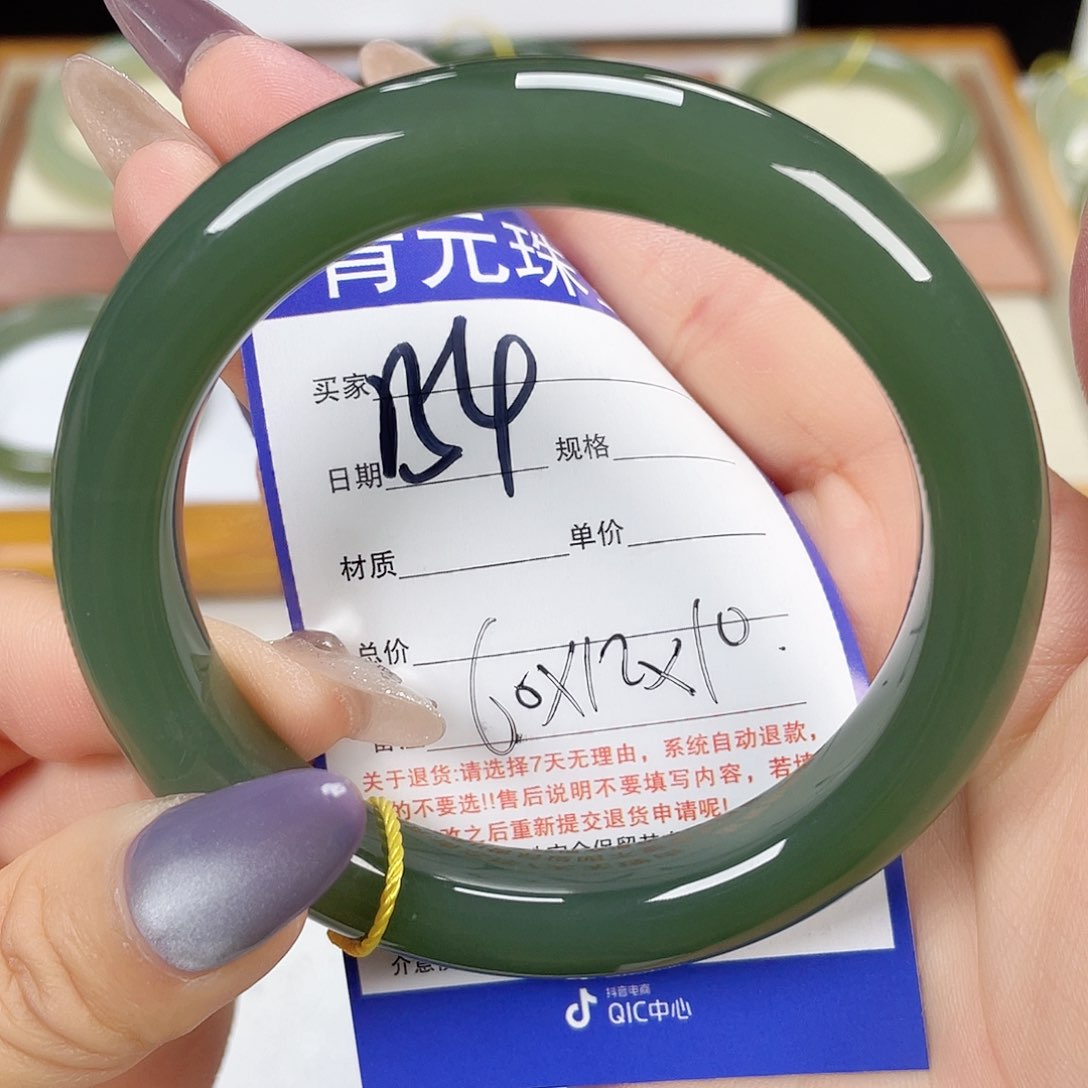 青元珠
买家 B54
日期 规格
材质 单价
总价
60x12x10.
关于退货:请选择7天无理由，系统自动退款，
的不要选!!售后说明不要填写内容，若
改之后重新提交退货申请呢!
抖音电商
QIC中心